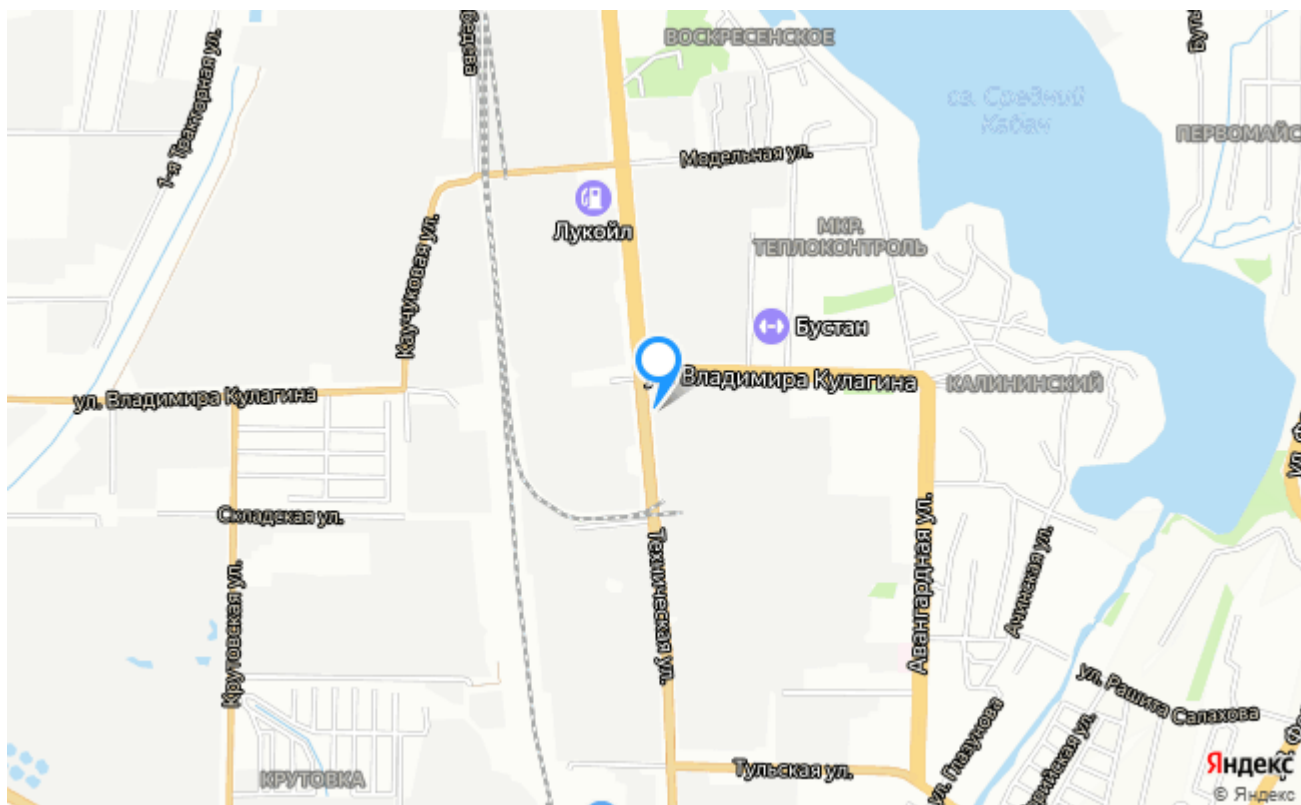 ВОСКРЕСЕНСКОЕ
1-я Тракторная ул.
оз. Средний
Кабан
ПЕРВОМАЙС
Модельная ул.
Лукойл
МКР.
ТЕПЛОКОНТРОЛЬ
Каучуковая ул.
Бустан
ул. Владимира Кулагина
Владимира Кулагина
КАЛИНИНСКИЙ
Складская ул.
Техническая ул.
Авангардная ул.
Ачинская ул.
Крутовская ул.
ул. Рашита Салахова
КРУТОВКА
Тульская ул.
ул. Глазунова
Яндекс
© Яндекс